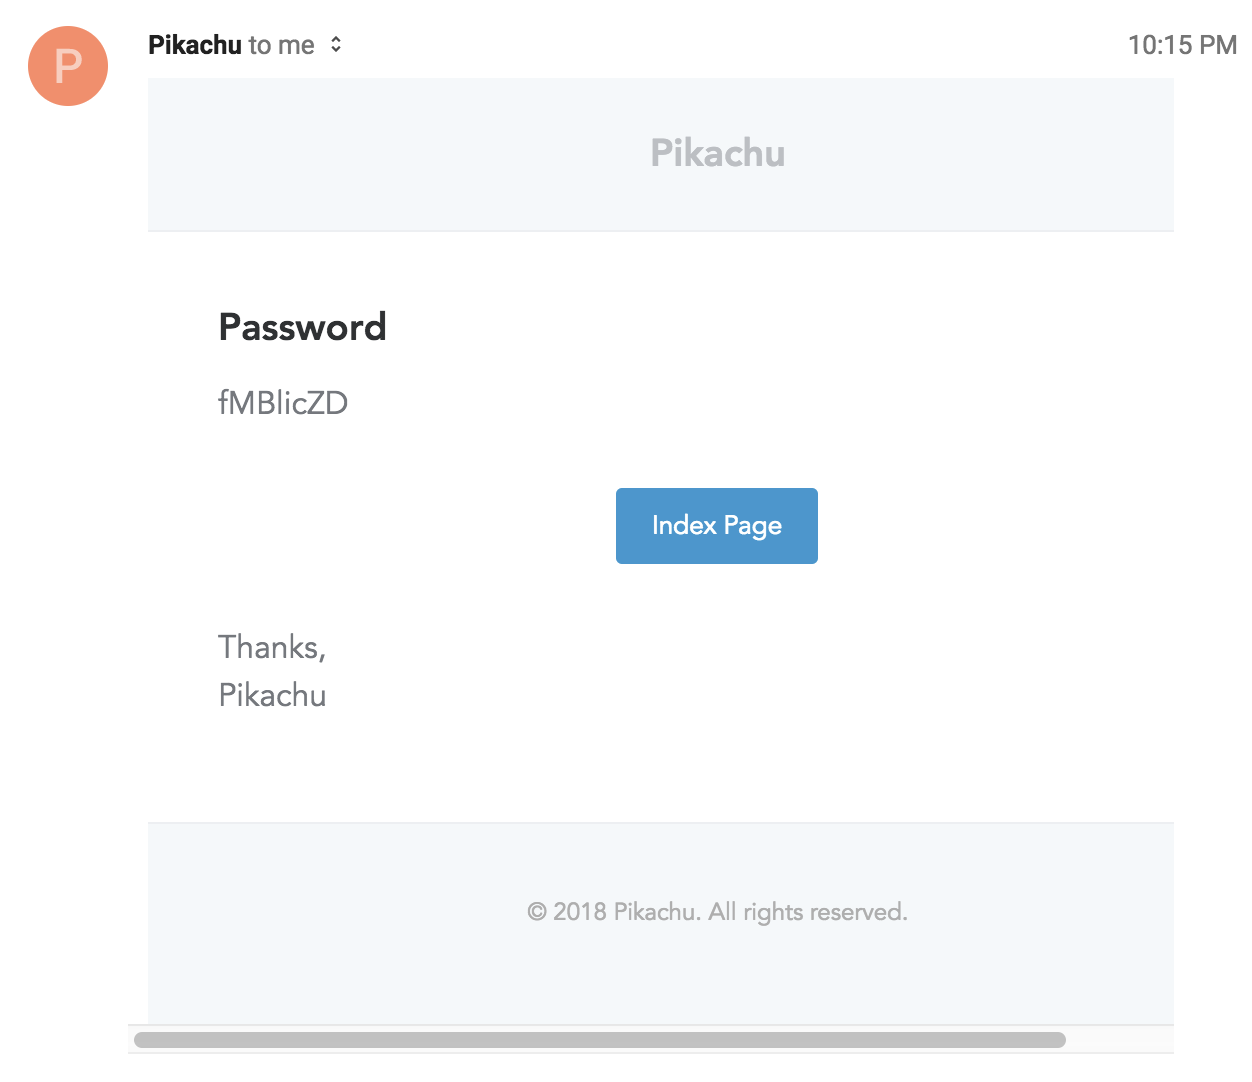 P
Pikachu to me
10:15 PM
Pikachu
Password
fMBlicZD
Index Page
Thanks,
Pikachu
© 2018 Pikachu. All rights reserved.